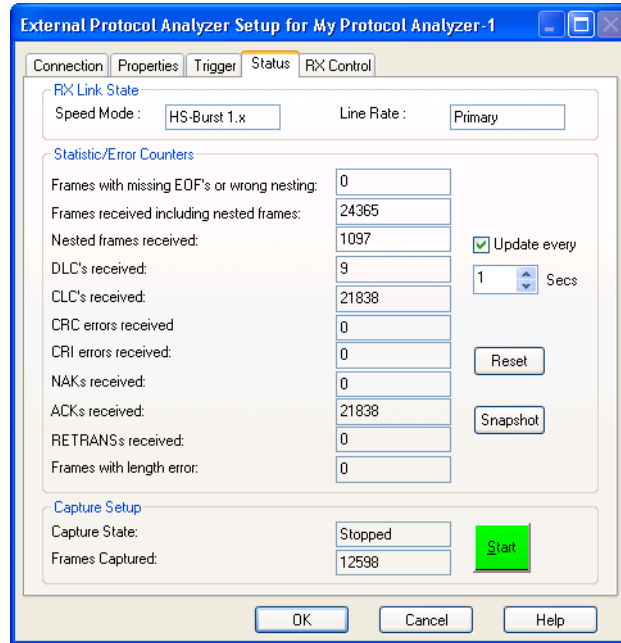 External Protocol Analyzer Setup for My Protocol Analyzer-1
Connection Properties Trigger Status RX Control
RX Link State
Speed Mode : HS-Burst 1.x Line Rate : Primary
Statistic/Error Counters
Frames with missing EOF's or wrong nesting: 0
Frames received including nested frames: 24365
Nested frames received: 1097
Update every
DLC's received: 9
1 Secs
CLC's received: 21838
CRC errors received 0
CRI errors received: 0
Reset
NAKs received: 0
ACKs received: 21838
Snapshot
RETRANSs received: 0
Frames with length error: 0
Capture Setup
Capture State: Stopped
Start
Frames Captured: 12598
OK Cancel Help